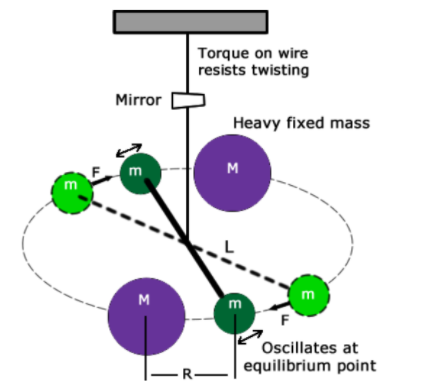 Torque on wire
resists twisting
Mirror
Heavy fixed mass
F
m
M
m
L
M
m
m
F
R
Oscillates at
equilibrium point